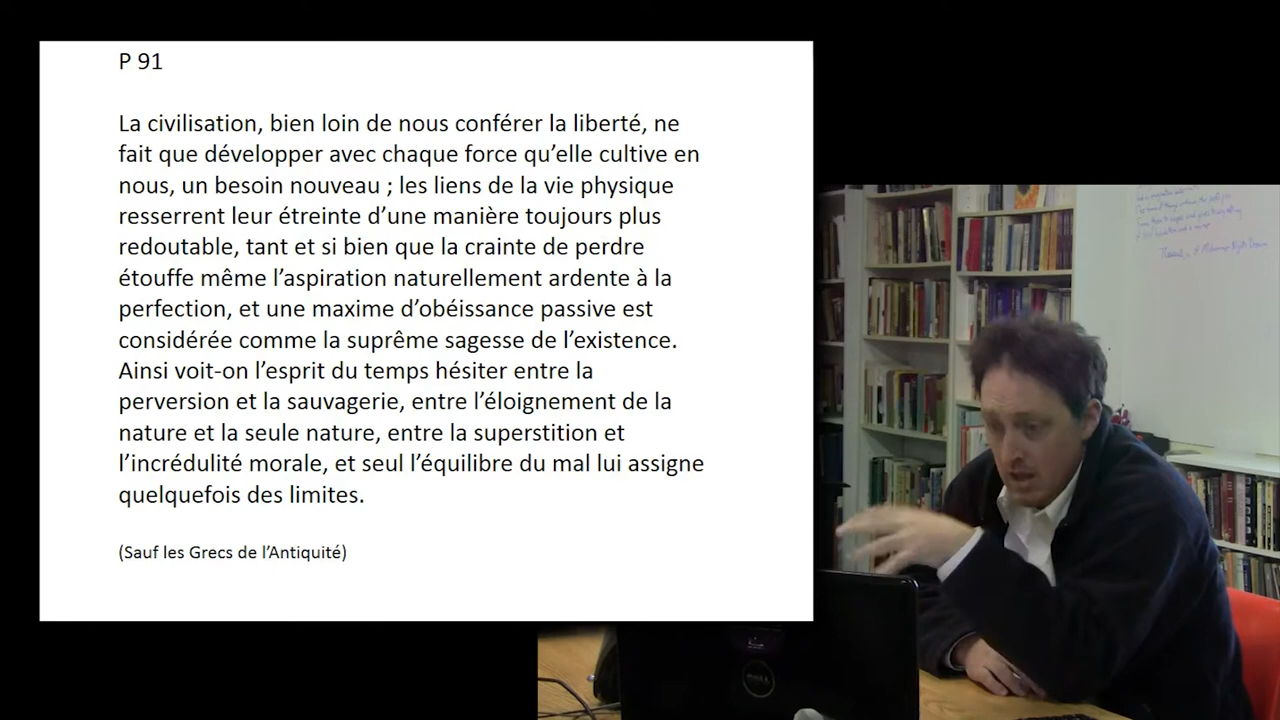 P 91
La civilisation, bien loin de nous conférer la liberté, ne
fait que développer avec chaque force qu’elle cultive en
nous, un besoin nouveau ; les liens de la vie physique
resserrent leur étreinte d’une manière toujours plus
redoutable, tant et si bien que la crainte de perdre
étouffe même l’aspiration naturellement ardente à la
perfection, et une maxime d’obéissance passive est
considérée comme la suprême sagesse de l’existence.
Ainsi voit-on l’esprit du temps hésiter entre la
perversion et la sauvagerie, entre l’éloignement de la
nature et la seule nature, entre la superstition et
l’incrédulité morale, et seul l’équilibre du mal lui assigne
quelquefois des limites.
(Sauf les Grecs de l’Antiquité)
DELL